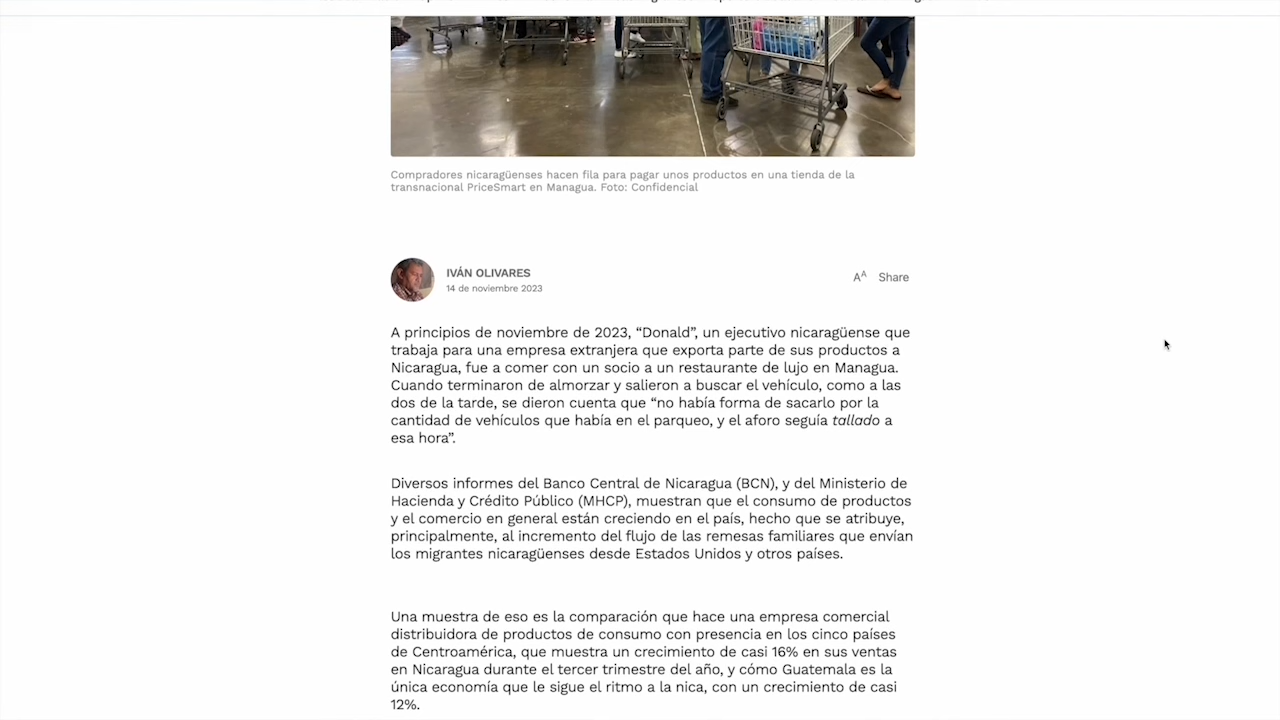 Compradores nicaragüenses hacen fila para pagar unos productos en una tienda de la
transnacional PriceSmart en Managua. Foto: Confidencial
IVÁN OLIVARES
14 de noviembre 2023
AA Share
A principios de noviembre de 2023, “Donald”, un ejecutivo nicaragüense que
trabaja para una empresa extranjera que exporta parte de sus productos a
Nicaragua, fue a comer con un socio a un restaurante de lujo en Managua.
Cuando terminaron de almorzar y salieron a buscar el vehículo, como a las
dos de la tarde, se dieron cuenta que “no había forma de sacarlo por la
cantidad de vehículos que había en el parqueo, y el aforo seguía tallado a
esa hora”.
Diversos informes del Banco Central de Nicaragua (BCN), y del Ministerio de
Hacienda y Crédito Público (MHCP), muestran que el consumo de productos
y el comercio en general están creciendo en el país, hecho que se atribuye,
principalmente, al incremento del flujo de las remesas familiares que envían
los migrantes nicaragüenses desde Estados Unidos y otros países.
Una muestra de eso es la comparación que hace una empresa comercial
distribuidora de productos de consumo con presencia en los cinco países
de Centroamérica, que muestra un crecimiento de casi 16% en sus ventas
en Nicaragua durante el tercer trimestre del año, y cómo Guatemala es la
única economía que le sigue el ritmo a la nica, con un crecimiento de casi
12%.